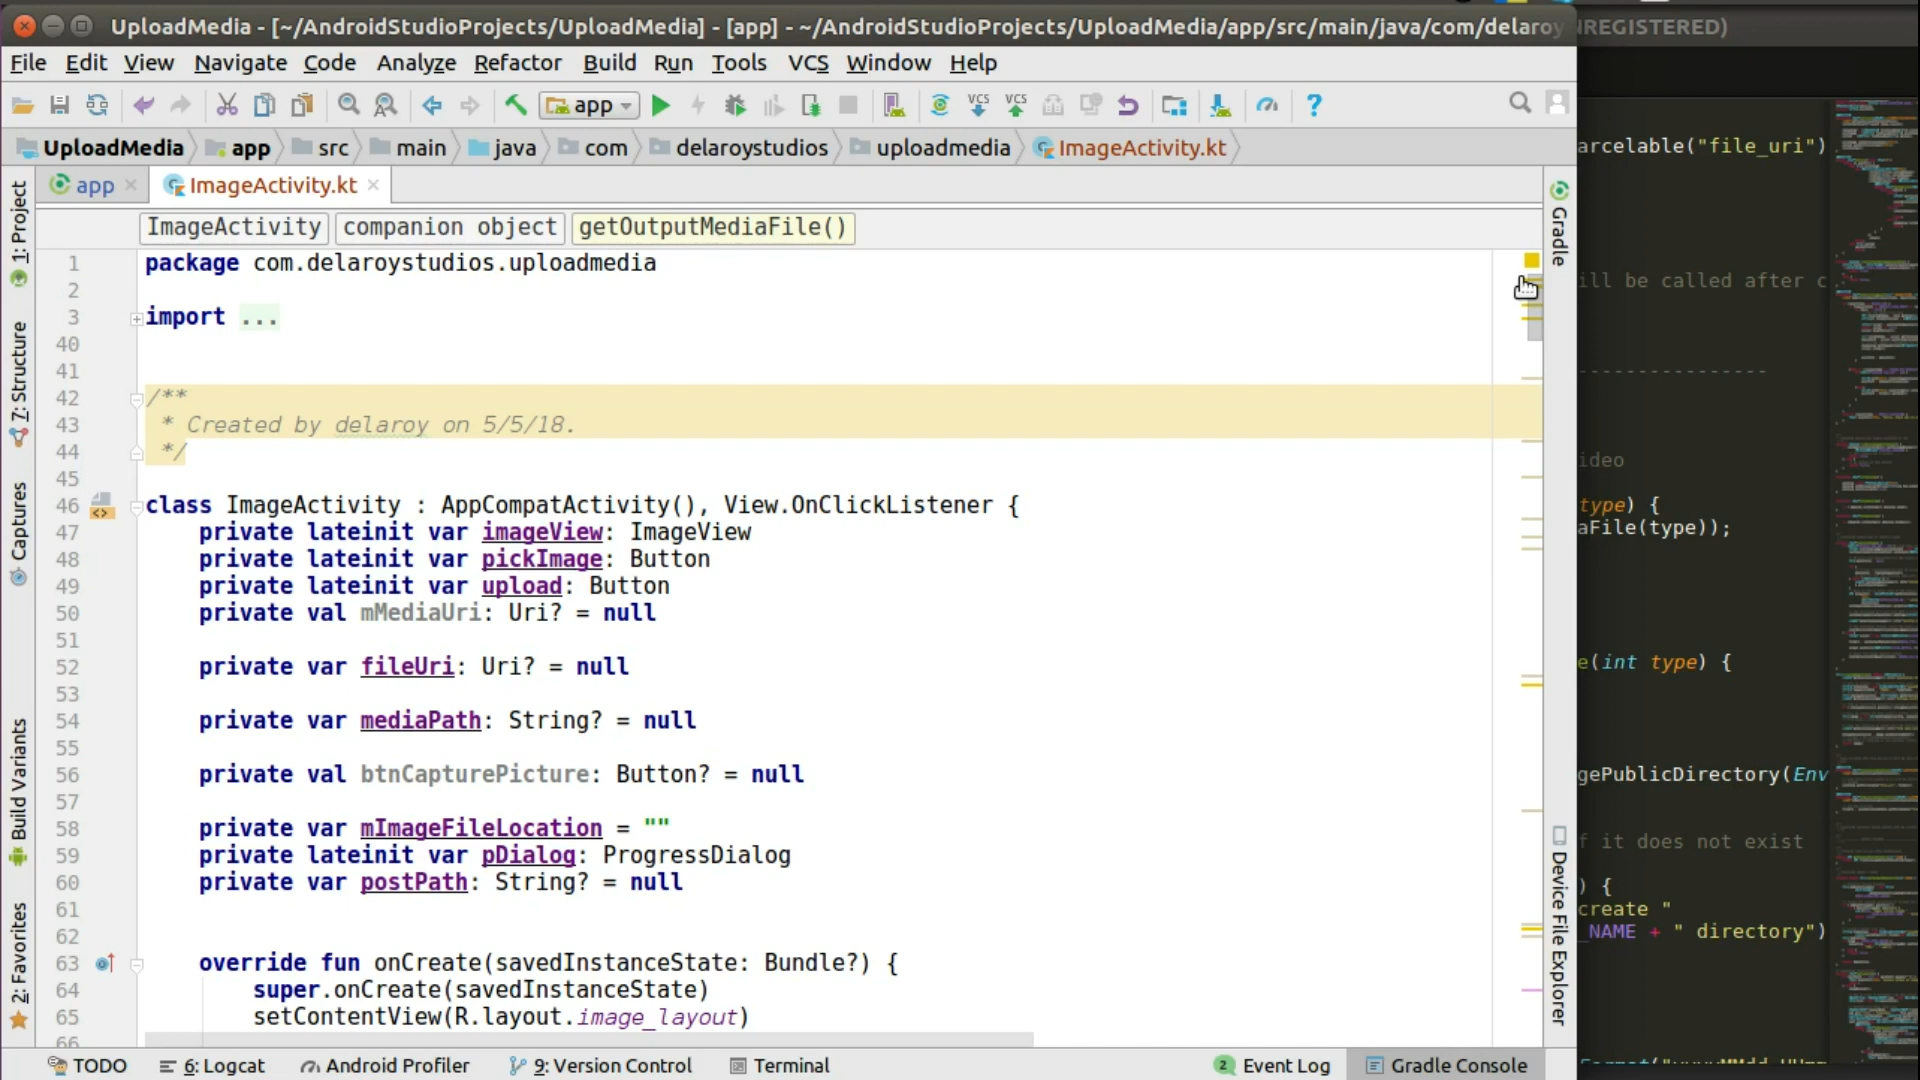 UploadMedia - [~/AndroidStudioProjects/UploadMedia] - [app] - ~/AndroidStudioProjects/UploadMedia/app/src/main/java/com/delaroy
NREGISTERED)
File Edit View Navigate Code Analyze Refactor Build Run Tools VCS Window Help
app
VCS VCS
UploadMedia app src main java com delaroystudios uploadmedia ImageActivity.kt
app ImageActivity.kt
ImageActivity companion object getOutputMediaFile()
1 package com.delaroystudios.uploadmedia
2
3 import ...
40
41
42 /**
43 * Created by delaroy on 5/5/18.
44 */
45
46 class ImageActivity : AppCompatActivity(), View.OnClickListener {
47 private lateinit var imageView: ImageView
48 private lateinit var pickImage: Button
49 private lateinit var upload: Button
50 private val mMediaUri: Uri? = null
51
52 private var fileUri: Uri? = null
53
54 private var mediaPath: String? = null
55
56 private val btnCapturePicture: Button? = null
57
58 private var mImageFileLocation = ""
59 private lateinit var pDialog: ProgressDialog
60 private var postPath: String? = null
61
62
63 override fun onCreate(savedInstanceState: Bundle?) {
64 super.onCreate(savedInstanceState)
65 setContentView(R.layout.image_layout)
66
1: Project
7: Structure
Captures
Build Variants
2: Favorites
Gradle
Device File Explorer
arcelable("file_uri")
ill be called after c
----------------
ideo
type) {
aFile(type));
e(int type) {
gePublicDirectory(Env
f it does not exist
) {
create "
_NAME + " directory")
TODO 6: Logcat Android Profiler 9: Version Control Terminal 2 Event Log Gradle Console